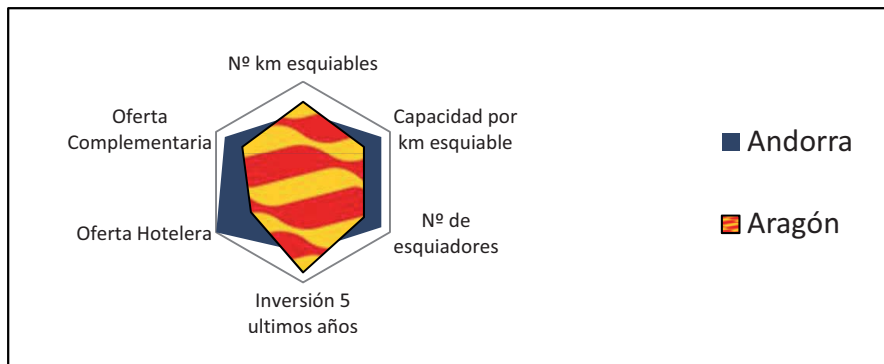 Nº km esquiables
Capacidad por
km esquiable
Nº de
esquiadores
Inversión 5
ultimos años
Oferta Hotelera
Oferta
Complementaria
Andorra
Aragón